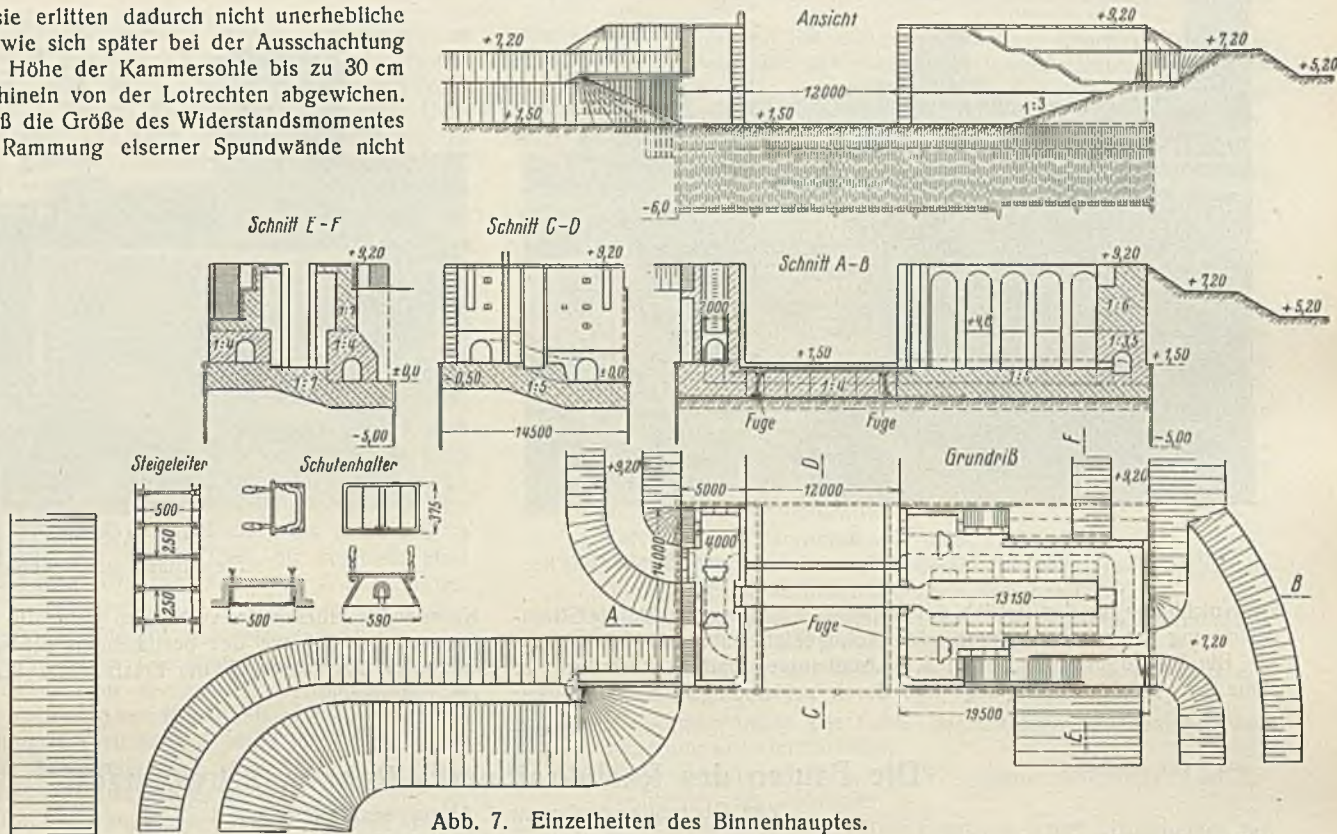 sie erlitten dadurch nicht unerhebliche
wie sich später bei der Ausschachtung
Höhe der Kammersohle bis zu 30 cm
hinein von der Lotrechten abgewichen.
ß die Größe des Widerstandsmomentes
Rammung eiserner Spundwände nicht
Ansicht
+7,20
+9,20
+7,20
+5,20
12000
1:3
+1,50
+1,50
-6,0
Schnitt E-F
+9,20
1:7
1:4
1:4
1:7
±0,0
-5,00
Schnitt C-D
+9,20
-0,50
1:5
±0,0
14500
Schnitt A-B
+9,20
+7,20
+5,20
2000
1:6
1:3,5
+1,50
+1,50
1:4
Fuge
Fuge
-5,00
Steigeleiter
500
250
250
Schutenhalter
375
500
590
Grundriß
+9,20
5000
12000
D
F
+9,20
4000
14000
A
13150
B
Fuge
+7,20
C
E
19500
Abb. 7. Einzelheiten des Binnenhauptes.